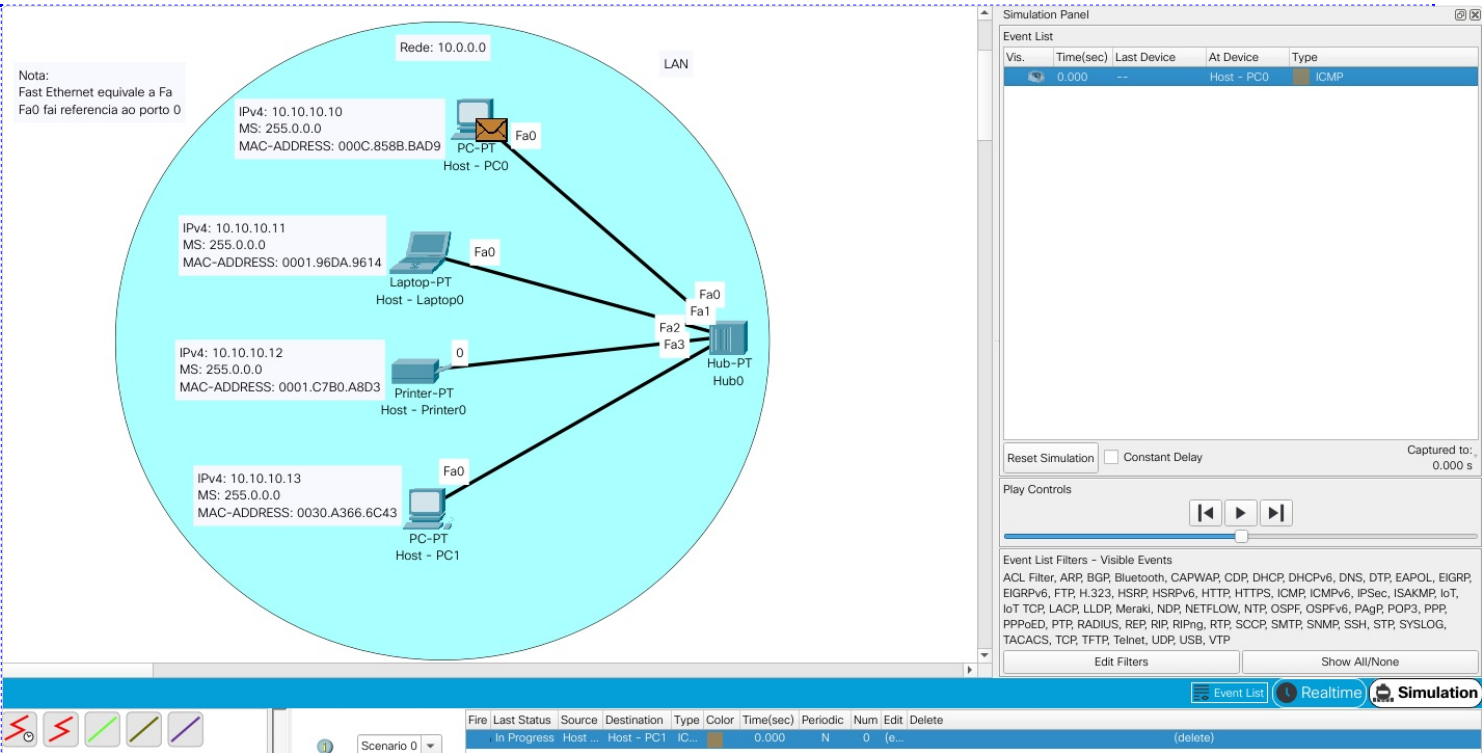 Rede: 10.0.0.0
LAN
Nota:
Fast Ethernet equivale a Fa
Fa0 fai referencia ao porto 0
IPv4: 10.10.10.10
MS: 255.0.0.0
MAC-ADDRESS: 000C.858B.BAD9
Fa0
PC-PT
Host - PC0
IPv4: 10.10.10.11
MS: 255.0.0.0
MAC-ADDRESS: 0001.96DA.9614
Fa0
Laptop-PT
Host - Laptop0
Fa0
Fa1
Fa2
Fa3
Hub-PT
Hub0
IPv4: 10.10.10.12
MS: 255.0.0.0
MAC-ADDRESS: 0001.C7B0.A8D3
0
Printer-PT
Host - Printer0
IPv4: 10.10.10.13
MS: 255.0.0.0
MAC-ADDRESS: 0030.A366.6C43
Fa0
PC-PT
Host - PC1
Simulation Panel
Event List
Vis. Time(sec) Last Device At Device Type
0.000 -- Host - PC0 ICMP
Reset Simulation Constant Delay Captured to:
0.000 s
Play Controls
Event List Filters - Visible Events
ACL Filter, ARP, BGP, Bluetooth, CAPWAP, CDP, DHCP, DHCPv6, DNS, DTP, EAPOL, EIGRP,
EIGRPv6, FTP, H.323, HSRP, HSRPv6, HTTP, HTTPS, ICMP, ICMPv6, IPSec, ISAKMP, IoT,
IoT TCP, LACP, LLDP, Meraki, NDP, NETFLOW, NTP, OSPF, OSPFv6, PAgP, POP3, PPP,
PPPoED, PTP, RADIUS, REP, RIP, RIPng, RTP, SCCP, SMTP, SNMP, SSH, STP, SYSLOG,
TACACS, TCP, TFTP, Telnet, UDP, USB, VTP
Edit Filters Show All/None
Event List Realtime Simulation
Scenario 0
Fire Last Status Source Destination Type Color Time(sec) Periodic Num Edit Delete
In Progress Host ... Host - PC1 IC... 0.000 N 0 (e... (delete)